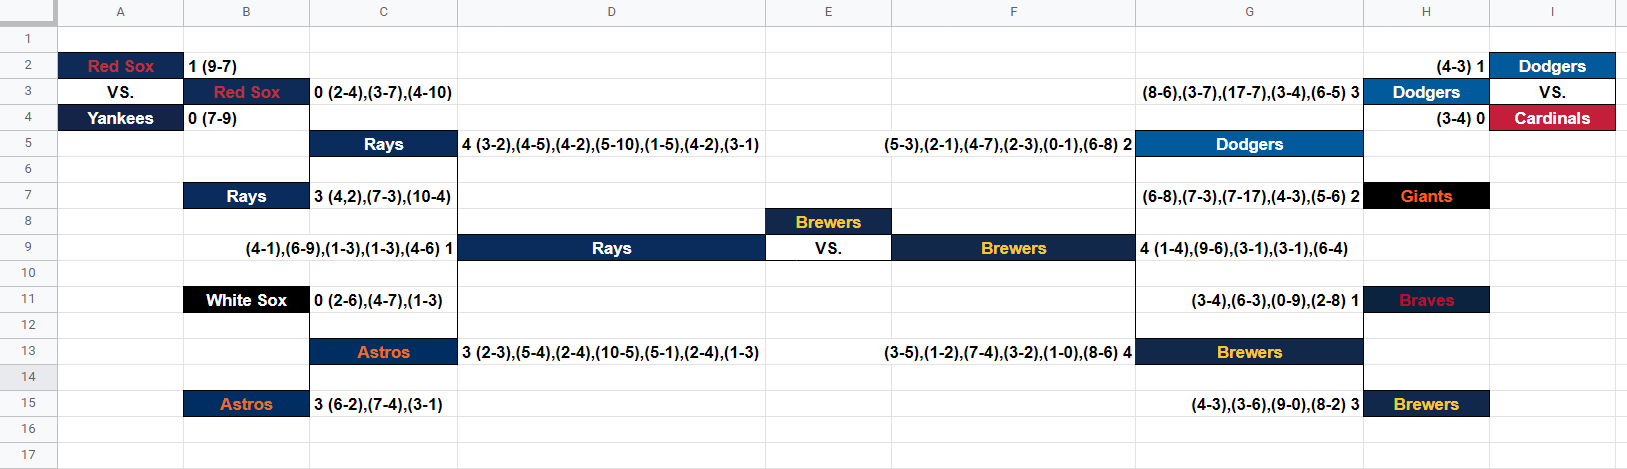 A B C D E F G H I
1
2 Red Sox 1 (9-7) (4-3) 1 Dodgers
3 VS. Red Sox 0 (2-4),(3-7),(4-10) (8-6),(3-7),(17-7),(3-4),(6-5) 3 Dodgers VS.
4 Yankees 0 (7-9) (3-4) 0 Cardinals
5 Rays 4 (3-2),(4-5),(4-2),(5-10),(1-5),(4-2),(3-1) (5-3),(2-1),(4-7),(2-3),(0-1),(6-8) 2 Dodgers
6
7 Rays 3 (4,2),(7-3),(10-4) (6-8),(7-3),(7-17),(4-3),(5-6) 2 Giants
8 Brewers
9 (4-1),(6-9),(1-3),(1-3),(4-6) 1 Rays VS. Brewers 4 (1-4),(9-6),(3-1),(3-1),(6-4)
10
11 White Sox 0 (2-6),(4-7),(1-3) (3-4),(6-3),(0-9),(2-8) 1 Braves
12
13 Astros 3 (2-3),(5-4),(2-4),(10-5),(5-1),(2-4),(1-3) (3-5),(1-2),(7-4),(3-2),(1-0),(8-6) 4 Brewers
14
15 Astros 3 (6-2),(7-4),(3-1) (4-3),(3-6),(9-0),(8-2) 3 Brewers
16
17